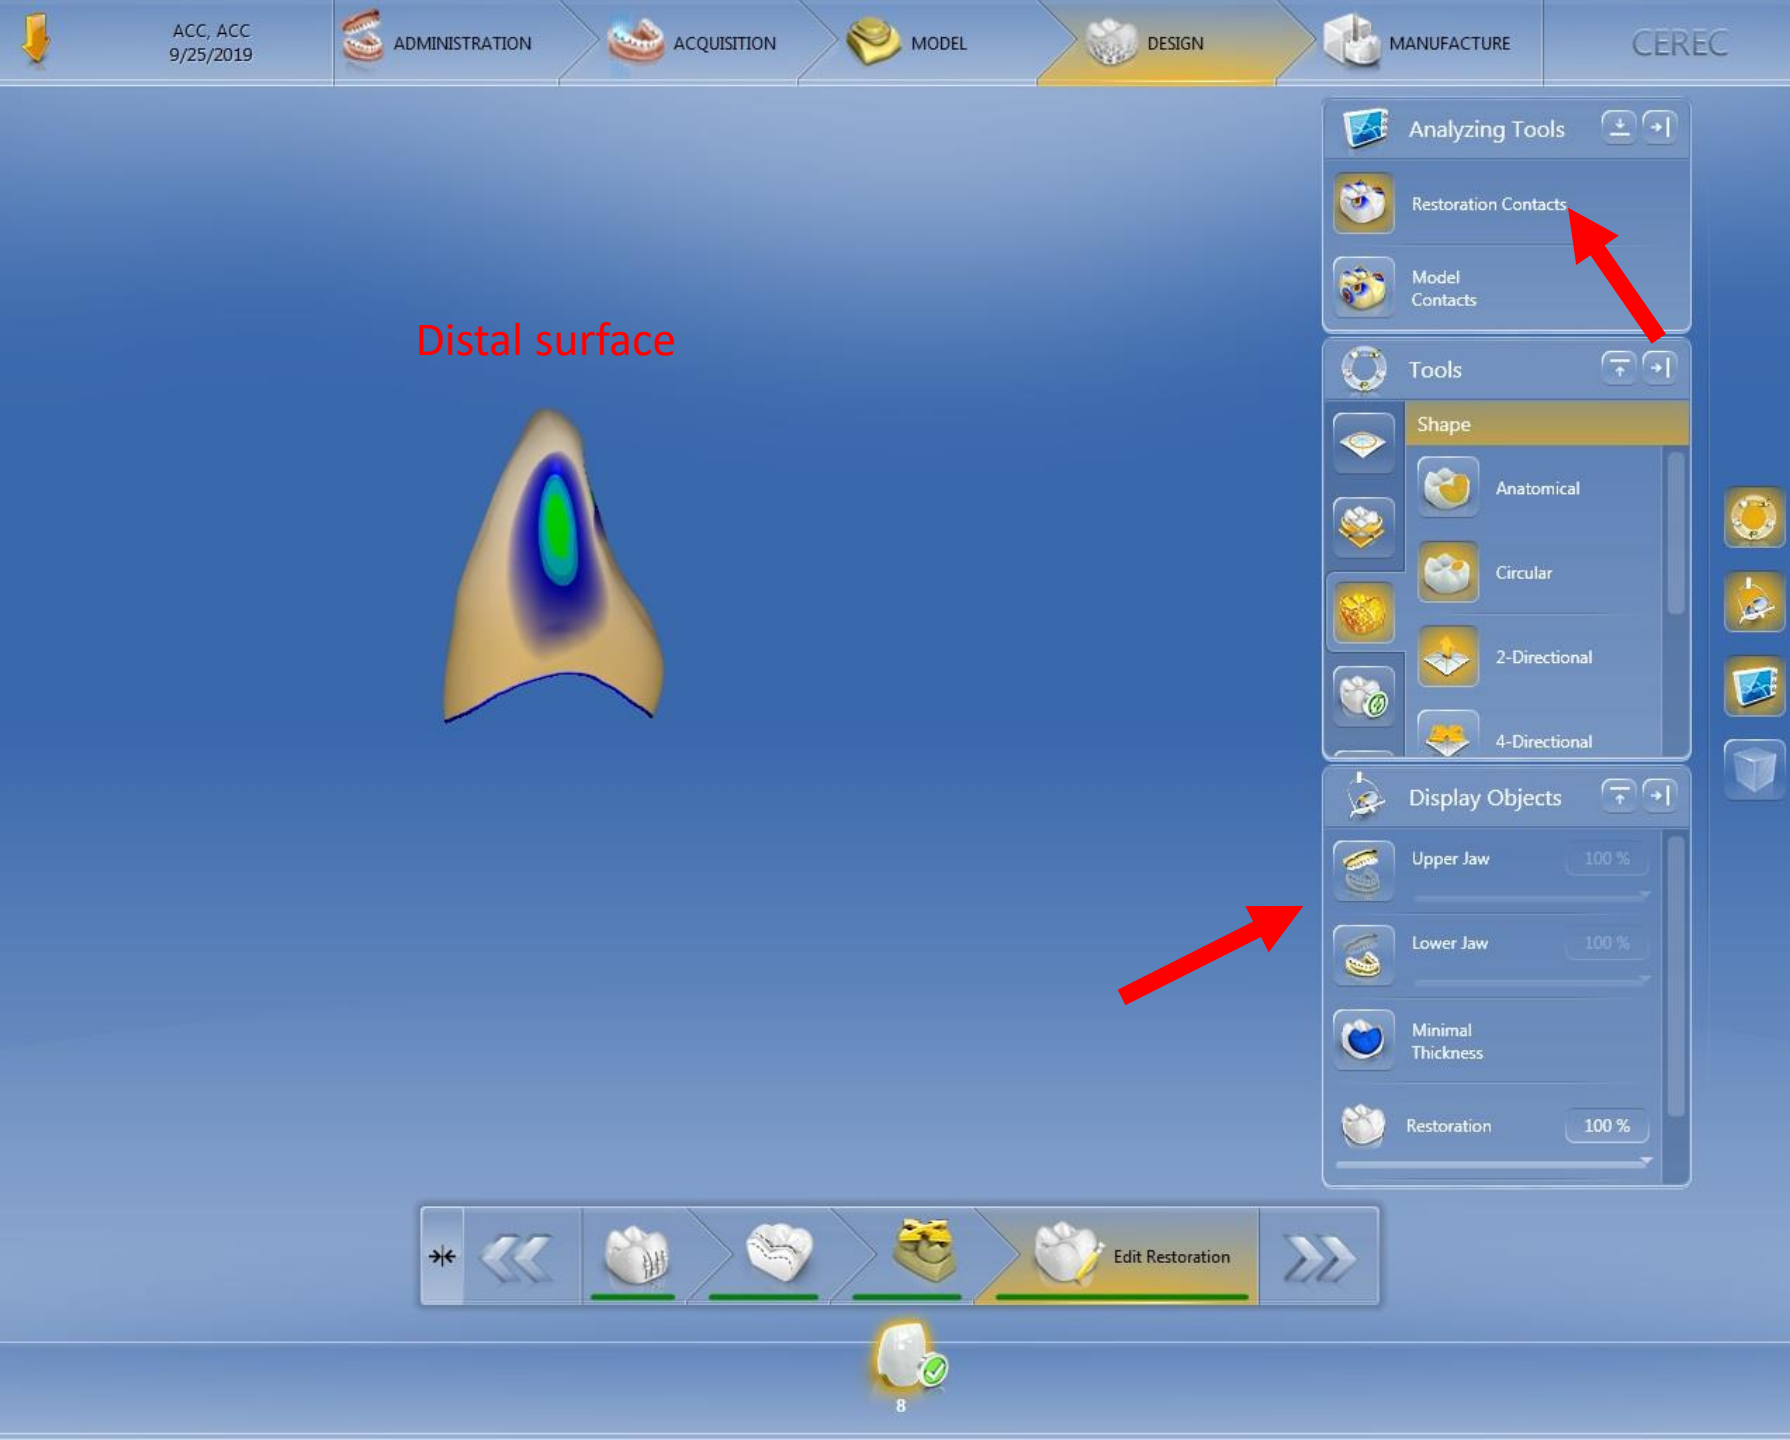 ACC, ACC
9/25/2019
ADMINISTRATION
ACQUISITION
MODEL
DESIGN
MANUFACTURE
CEREC
Analyzing Tools
Restoration Contacts
Model
Contacts
Distal surface
Tools
Shape
Anatomical
Circular
2-Directional
4-Directional
Display Objects
Upper Jaw 100 %
Lower Jaw 100 %
Minimal
Thickness
Restoration 100 %
Edit Restoration
8